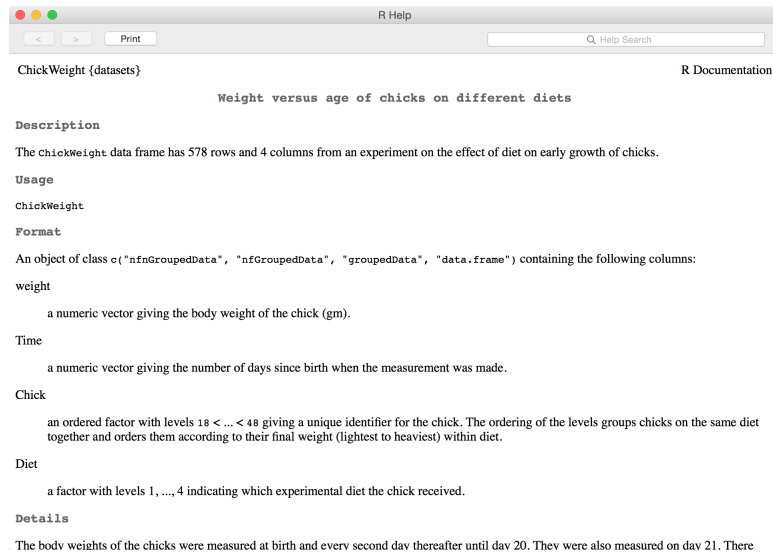 R Help
< > Print Help Search
ChickWeight {datasets} R Documentation
Weight versus age of chicks on different diets
Description
The ChickWeight data frame has 578 rows and 4 columns from an experiment on the effect of diet on early growth of chicks.
Usage
ChickWeight
Format
An object of class c("nfnGroupedData", "nfGroupedData", "groupedData", "data.frame") containing the following columns:
weight
a numeric vector giving the body weight of the chick (gm).
Time
a numeric vector giving the number of days since birth when the measurement was made.
Chick
an ordered factor with levels 18 < ... < 48 giving a unique identifier for the chick. The ordering of the levels groups chicks on the same diet
together and orders them according to their final weight (lightest to heaviest) within diet.
Diet
a factor with levels 1, ..., 4 indicating which experimental diet the chick received.
Details
The body weights of the chicks were measured at birth and every second day thereafter until day 20. They were also measured on day 21. There